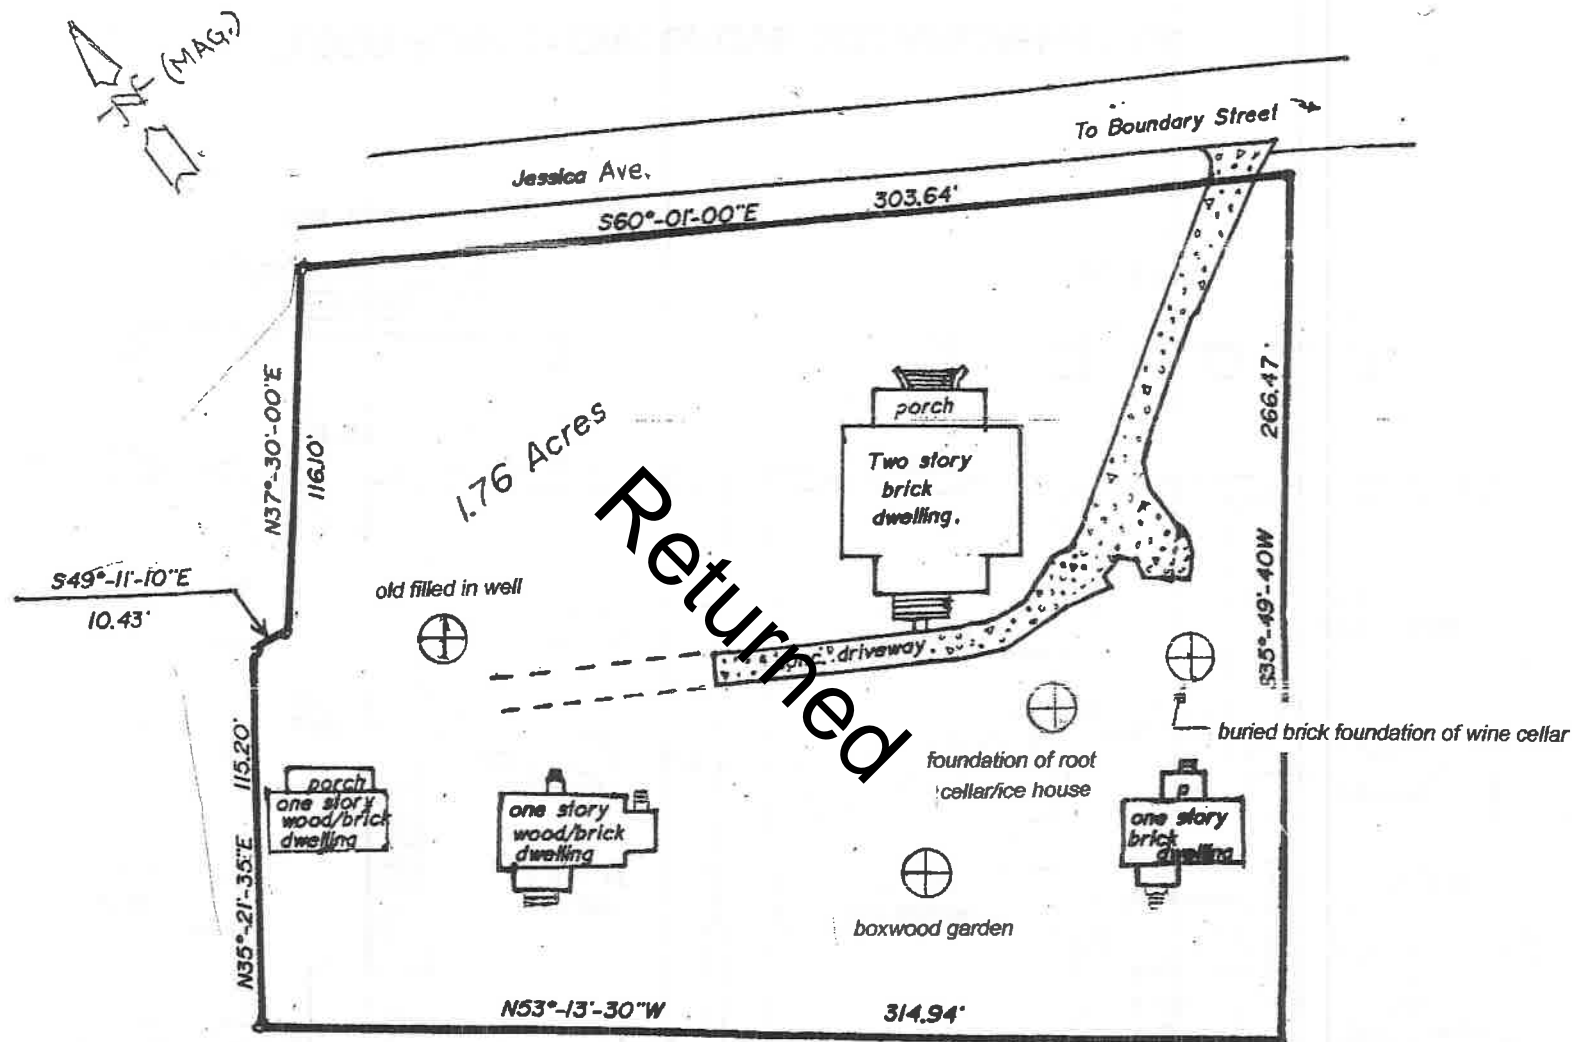 N (MAG.)
To Boundary Street
Jessica Ave.
S60°-01'-00"E
303.64'
N37°-30'-00"E
116.10'
1.76 Acres
porch
Two story
brick
dwelling.
266.47'
S35°-49'-40W
S49°-11'-10"E
10.43'
old filled in well
conc. driveway.
Returned
buried brick foundation of wine cellar
foundation of root
cellar/ice house
115.20'
N35°-21'-35"E
porch
one story
wood/brick
dwelling
one story
wood/brick
dwelling
p
one story
brick
dwelling
boxwood garden
N53°-13'-30"W
314.94'